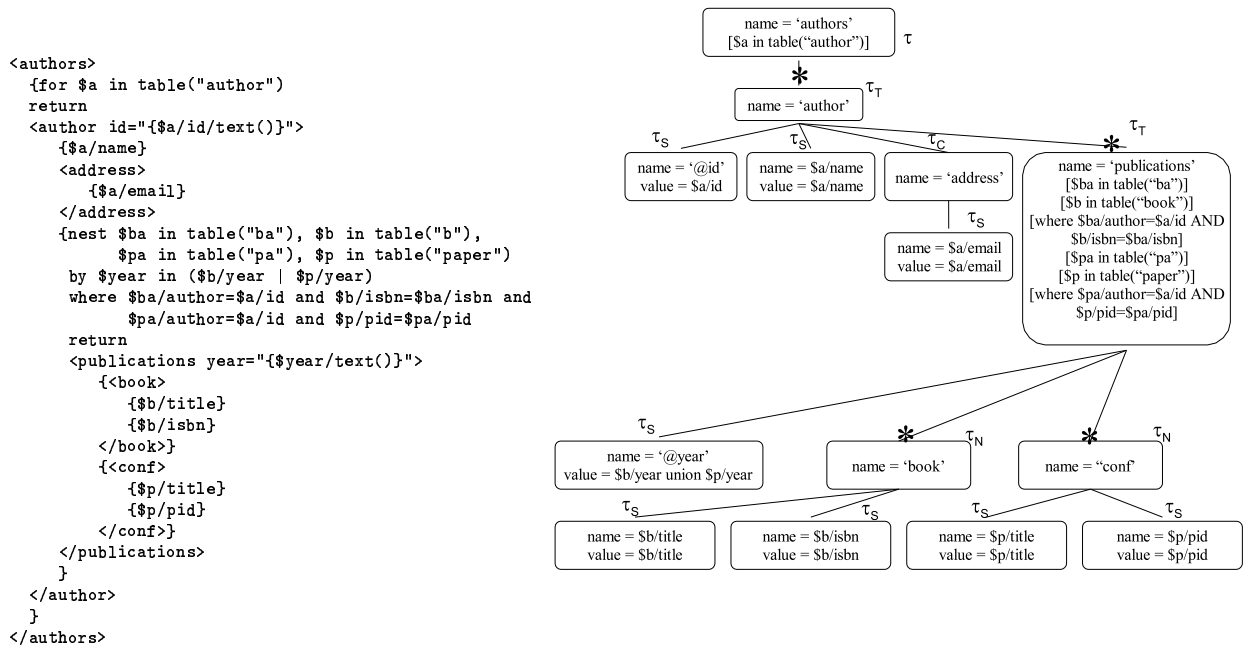 <authors>
{for $a in table("author")
return
<author id="{$a/id/text()}">
{$a/name}
<address>
{$a/email}
</address>
{nest $ba in table("ba"), $b in table("b"),
$pa in table("pa"), $p in table("paper")
by $year in ($b/year | $p/year)
where $ba/author=$a/id and $b/isbn=$ba/isbn and
$pa/author=$a/id and $p/pid=$pa/pid
return
<publications year="{$year/text()}">
{<book>
{$b/title}
{$b/isbn}
</book>}
{<conf>
{$p/title}
{$p/pid}
</conf>}
</publications>
}
</author>
}
</authors>
name = ‘authors’
[$a in table(“author”)]
τ
*
τT
name = ‘author’
τS
name = ‘@id’
value = $a/id
τS
name = $a/name
value = $a/name
τC
name = ‘address’
τS
name = $a/email
value = $a/email
*
τT
name = ‘publications’
[$ba in table(“ba”)]
[$b in table(“book”)]
[where $ba/author=$a/id AND
$b/isbn=$ba/isbn]
[$pa in table(“pa”)]
[$p in table(“paper”)]
[where $pa/author=$a/id AND
$p/pid=$pa/pid]
τS
name = ‘@year’
value = $b/year union $p/year
*
τN
name = ‘book’
*
τN
name = “conf’
τS
name = $b/title
value = $b/title
τS
name = $b/isbn
value = $b/isbn
τS
name = $p/title
value = $p/title
τS
name = $p/pid
value = $p/pid